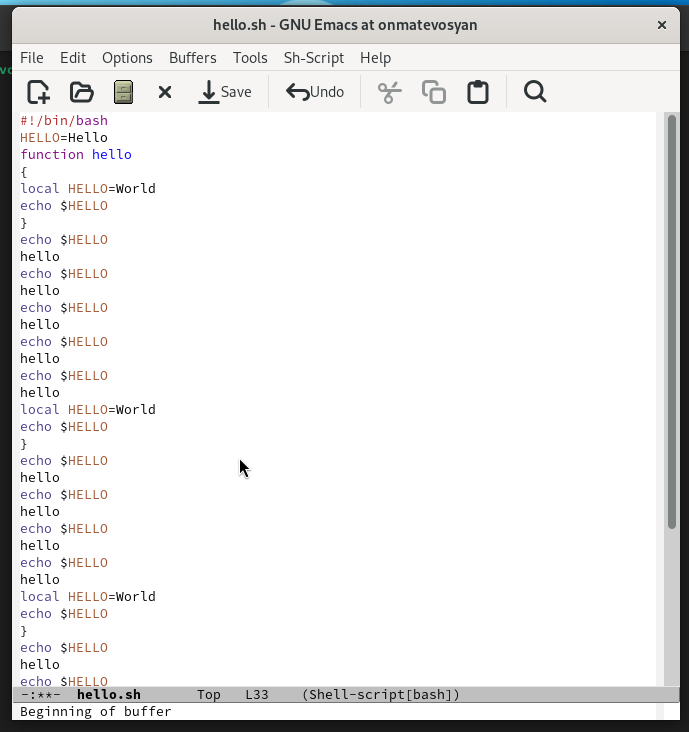 hello.sh - GNU Emacs at onmatevosyan
File Edit Options Buffers Tools Sh-Script Help
Save Undo
#!/bin/bash
HELLO=Hello
function hello
{
local HELLO=World
echo $HELLO
}
echo $HELLO
hello
echo $HELLO
hello
echo $HELLO
hello
echo $HELLO
hello
echo $HELLO
hello
local HELLO=World
echo $HELLO
}
echo $HELLO
hello
echo $HELLO
hello
echo $HELLO
hello
echo $HELLO
hello
local HELLO=World
echo $HELLO
}
echo $HELLO
hello
echo $HELLO
-:**- hello.sh Top L33 (Shell-script[bash])
Beginning of buffer